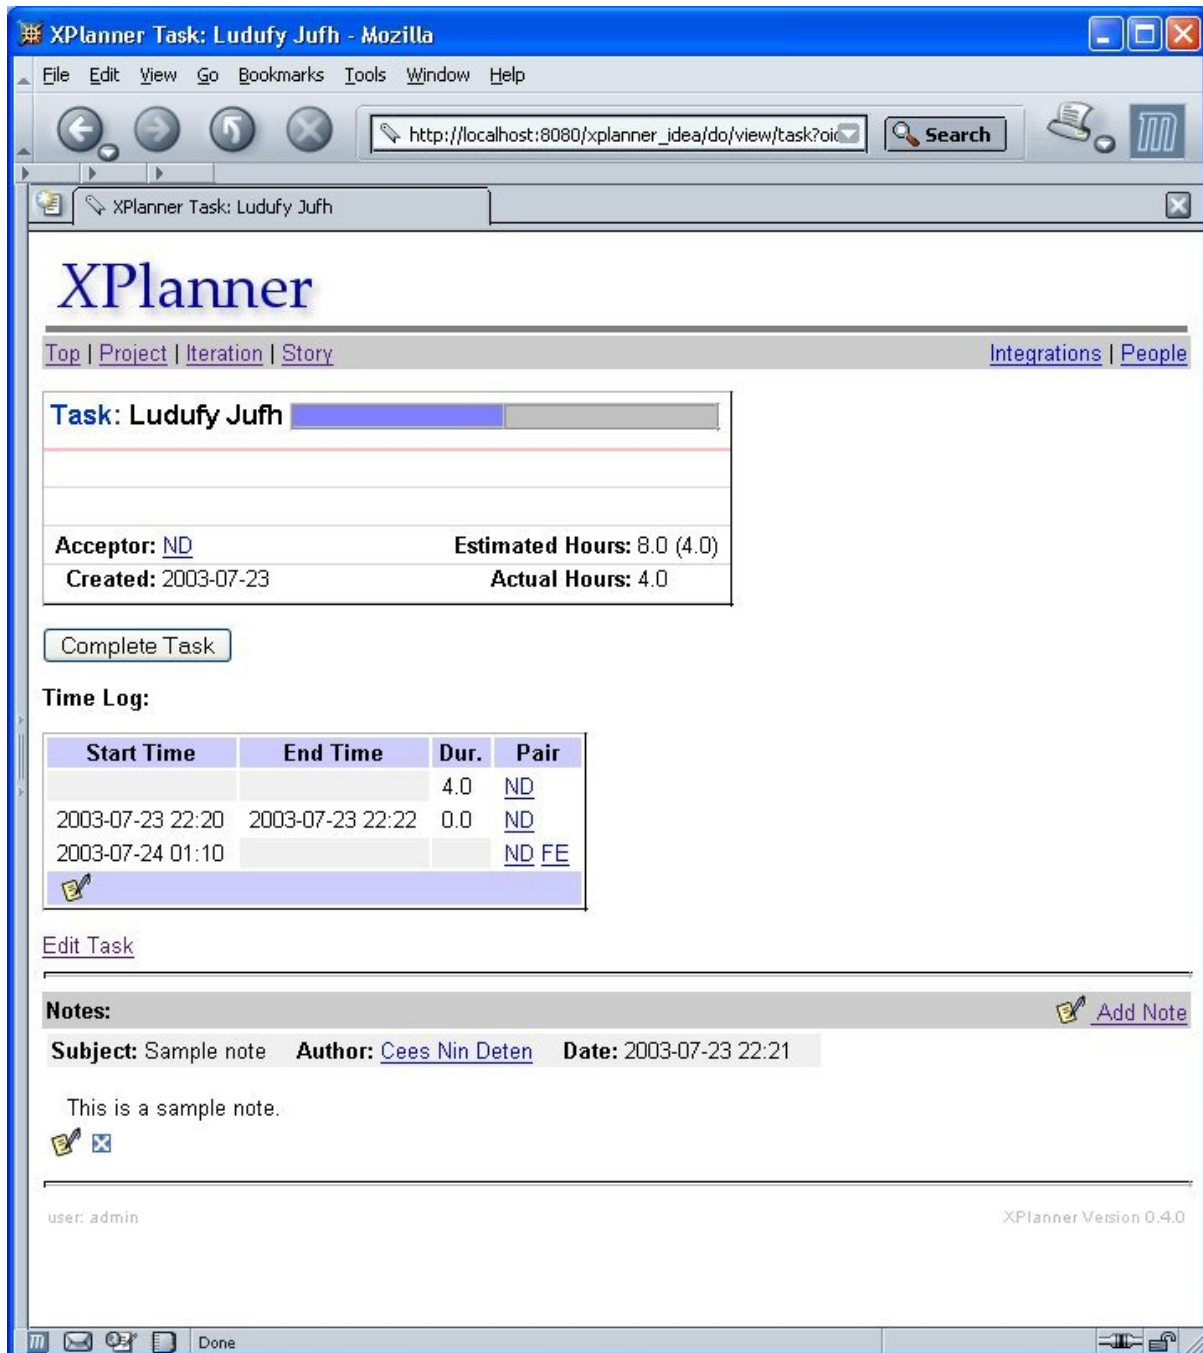 XPlanner Task: Ludufy Jufh - Mozilla
File Edit View Go Bookmarks Tools Window Help
http://localhost:8080/xplanner_idea/do/view/task?oid Search
XPlanner Task: Ludufy Jufh
XPlanner
Top | Project | Iteration | Story Integrations | People
Task: Ludufy Jufh
Acceptor: ND Estimated Hours: 8.0 (4.0)
Created: 2003-07-23 Actual Hours: 4.0
Complete Task
Time Log:
Start Time End Time Dur. Pair
4.0 ND
2003-07-23 22:20 2003-07-23 22:22 0.0 ND
2003-07-24 01:10 ND FE
Edit Task
Notes: Add Note
Subject: Sample note Author: Cees Nin Deten Date: 2003-07-23 22:21
This is a sample note.
user: admin XPlanner Version 0.4.0
Done